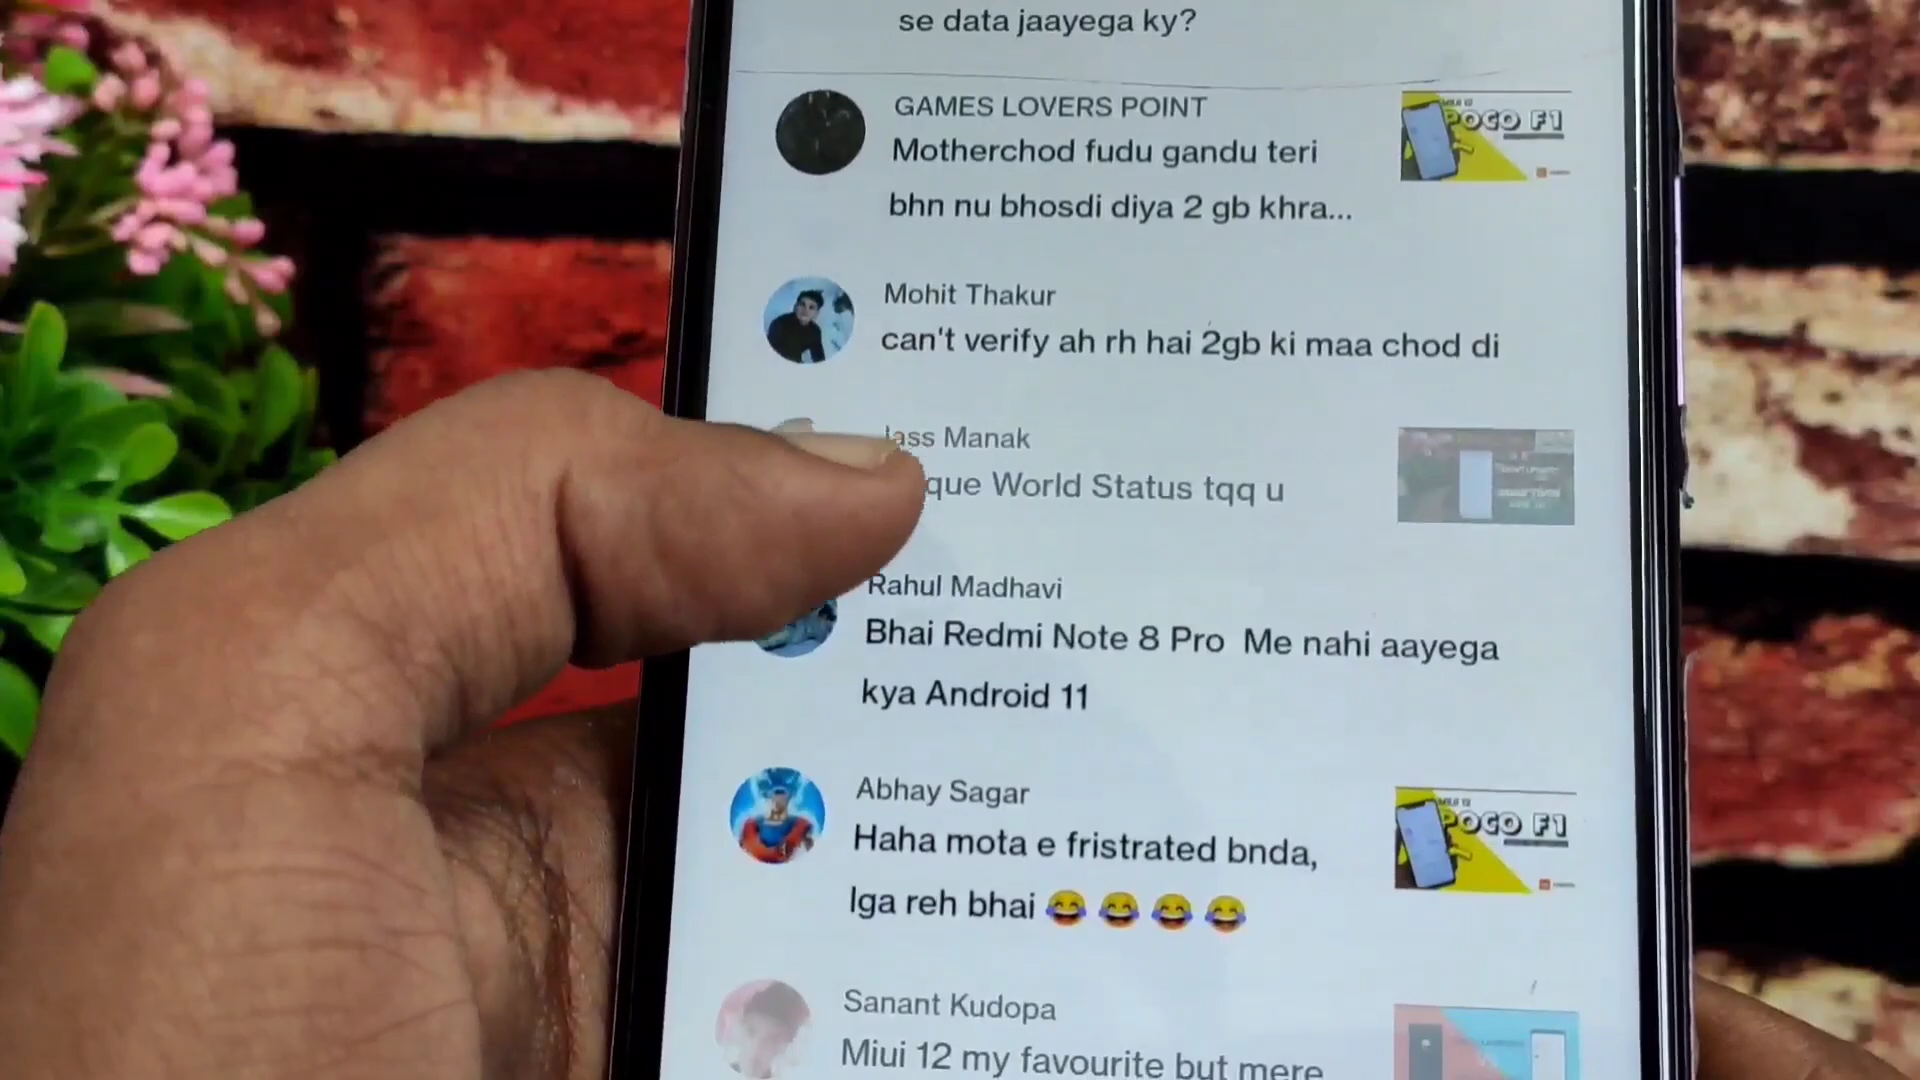 se data jaayega ky?
GAMES LOVERS POINT
Motherchod fudu gandu teri
bhn nu bhosdi diya 2 gb khra...
POCO F1
Mohit Thakur
can't verify ah rh hai 2gb ki maa chod di
Jass Manak
que World Status tqq u
Rahul Madhavi
Bhai Redmi Note 8 Pro Me nahi aayega
kya Android 11
Abhay Sagar
Haha mota e fristrated bnda,
lga reh bhai 😂 😂 😂 😂
POCO F1
Sanant Kudopa
Miui 12 my favourite but mere